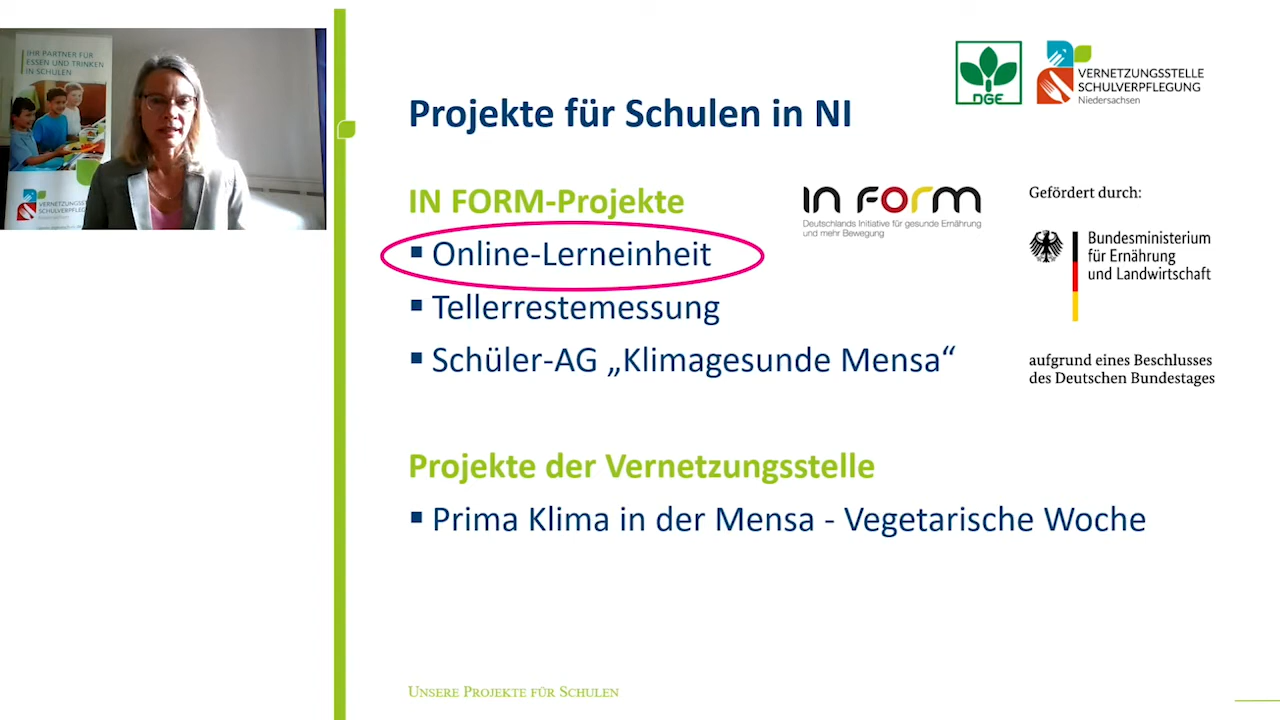 IHR PARTNER FÜR
ESSEN UND TRINKEN
IN SCHULEN
VERNETZUNGSS
SCHULVERPFLE
Projekte für Schulen in NI
DGE
VERNETZUNGSSTELLE
SCHULVERPFLEGUNG
Niedersachsen
IN FORM-Projekte
▪ Online-Lerneinheit
▪ Tellerrestemessung
▪ Schüler-AG „Klimagesunde Mensa“
IN FORM
Deutschlands Initiative für gesunde Ernährung
und mehr Bewegung
Gefördert durch:
Bundesministerium
für Ernährung
und Landwirtschaft
aufgrund eines Beschlusses
des Deutschen Bundestages
Projekte der Vernetzungsstelle
▪ Prima Klima in der Mensa - Vegetarische Woche
UNSERE PROJEKTE FÜR SCHULEN